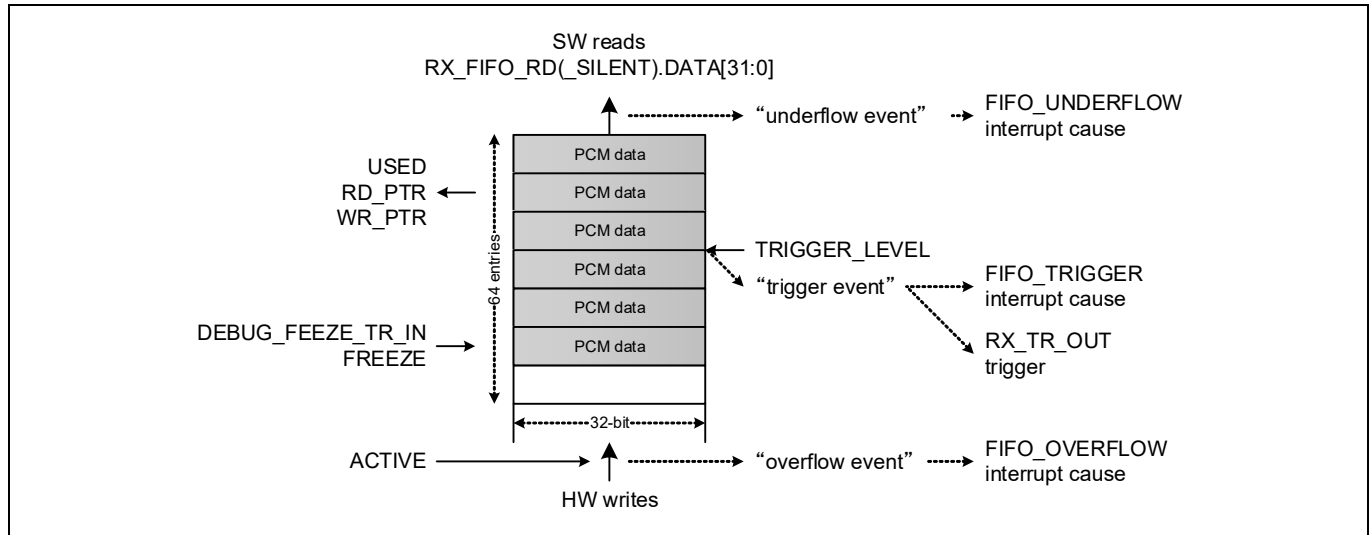 SW reads
RX_FIFO_RD(_SILENT).DATA[31:0]
“underflow event”
FIFO_UNDERFLOW
interrupt cause
USED
RD_PTR
WR_PTR
PCM data
PCM data
PCM data
PCM data
PCM data
PCM data
64 entries
TRIGGER_LEVEL
“trigger event”
FIFO_TRIGGER
interrupt cause
RX_TR_OUT
trigger
DEBUG_FEEZE_TR_IN
FREEZE
32-bit
ACTIVE
“overflow event”
FIFO_OVERFLOW
interrupt cause
HW writes